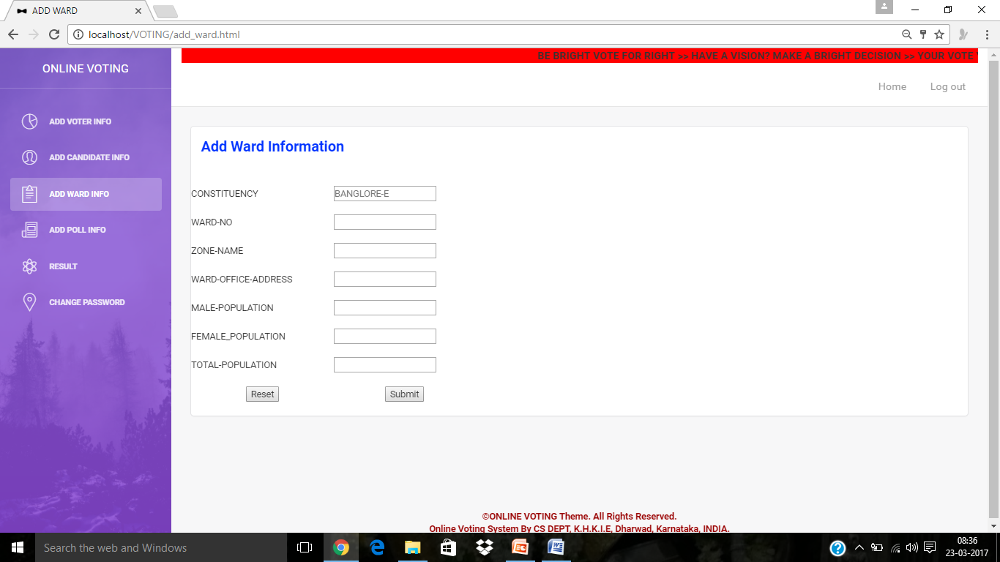 ADD WARD
localhost/VOTING/add_ward.html
ONLINE VOTING
BE BRIGHT VOTE FOR RIGHT >> HAVE A VISION? MAKE A BRIGHT DECISION >> YOUR VOTE
Home Log out
ADD VOTER INFO
ADD CANDIDATE INFO
ADD WARD INFO
ADD POLL INFO
RESULT
CHANGE PASSWORD
Add Ward Information
CONSTITUENCY BANGLORE-E
WARD-NO
ZONE-NAME
WARD-OFFICE-ADDRESS
MALE-POPULATION
FEMALE_POPULATION
TOTAL-POPULATION
Reset Submit
©ONLINE VOTING Theme. All Rights Reserved.
Online Voting System By CS DEPT, K.H.K.I.E, Dharwad, Karnataka, INDIA.
Search the web and Windows
08:36
23-03-2017